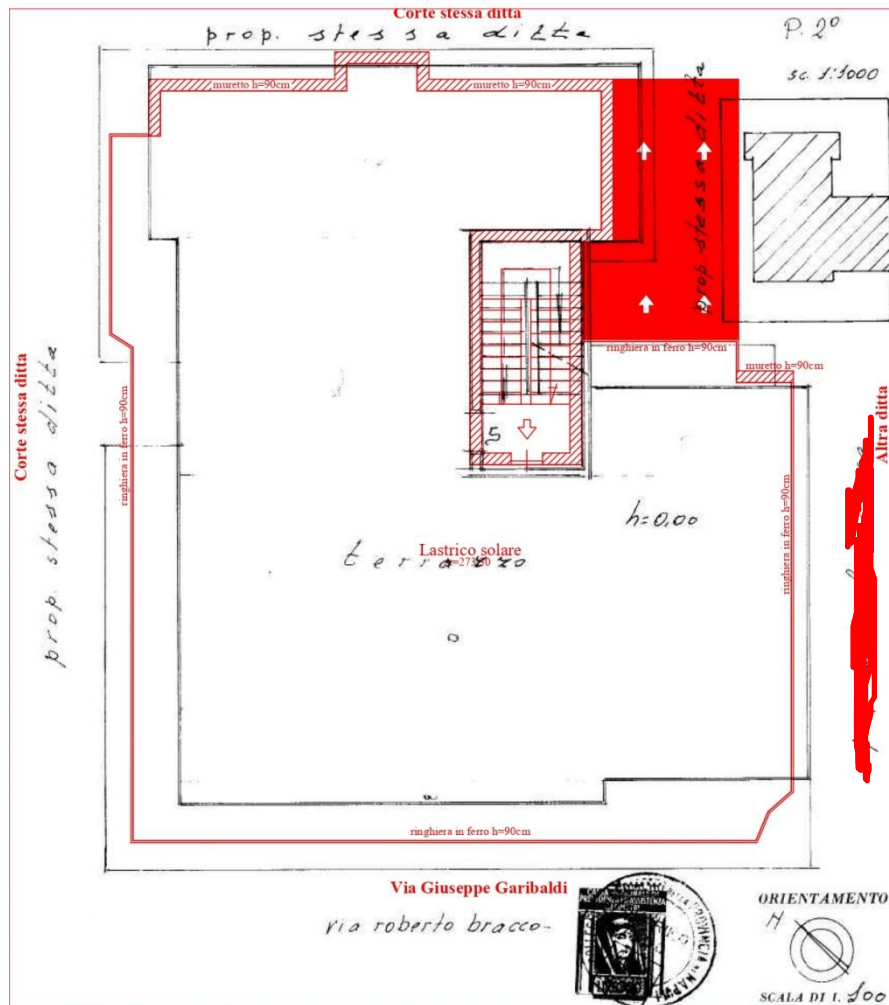 Corte stessa ditta
prop. stessa ditta
P. 2°
sc. 1:1000
muretto h=90cm
muretto h=90cm
prop stessa ditta
ringhiera in ferro h=90cm
muretto h=90cm
Corte stessa ditta
prop. stessa ditta
ringhiera in ferro h=90cm
S
h=0,00
Lastrico solare
terrazzo
ringhiera in ferro h=90cm
Altra ditta
ringhiera in ferro h=90cm
Via Giuseppe Garibaldi
via roberto bracco-
ORIENTAMENTO
N
SCALA DI 1. 100